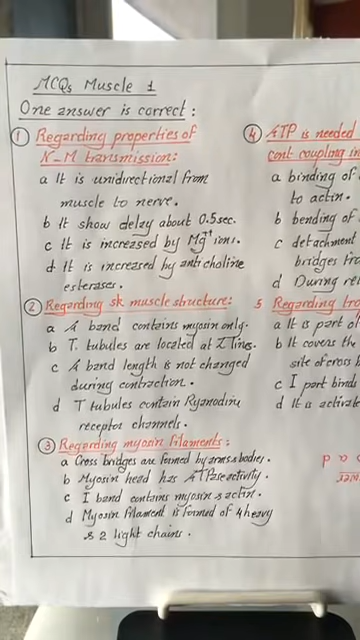 MCQs Muscle 1
One answer is correct :
1 Regarding properties of
N-M transmission:
a It is unidirectional from
muscle to nerve.
b It show delay about 0.5sec.
c It is increased by Mg++ ions.
d It is increased by anti choline
esterases.
2 Regarding sk muscle structure:
a A band contains myosin only.
b T. tubules are located at Z lines.
c A band length is not changed
during contraction.
d T tubules contain Ryanodine
receptor channels.
3 Regarding myosin filaments:
a Cross bridges are formed by arms & bodies.
b Myosin head has ATPase activity.
c I band contains myosin & actin.
d Myosin filament is formed of 4 heavy
& 2 light chains.
4 ATP is needed
cont coupling in
a binding of
to actin.
b bending of
c detachment
bridges
d During
5 Regarding
a It is part of
b It covers the
site of cross b
c I part binds
d It is